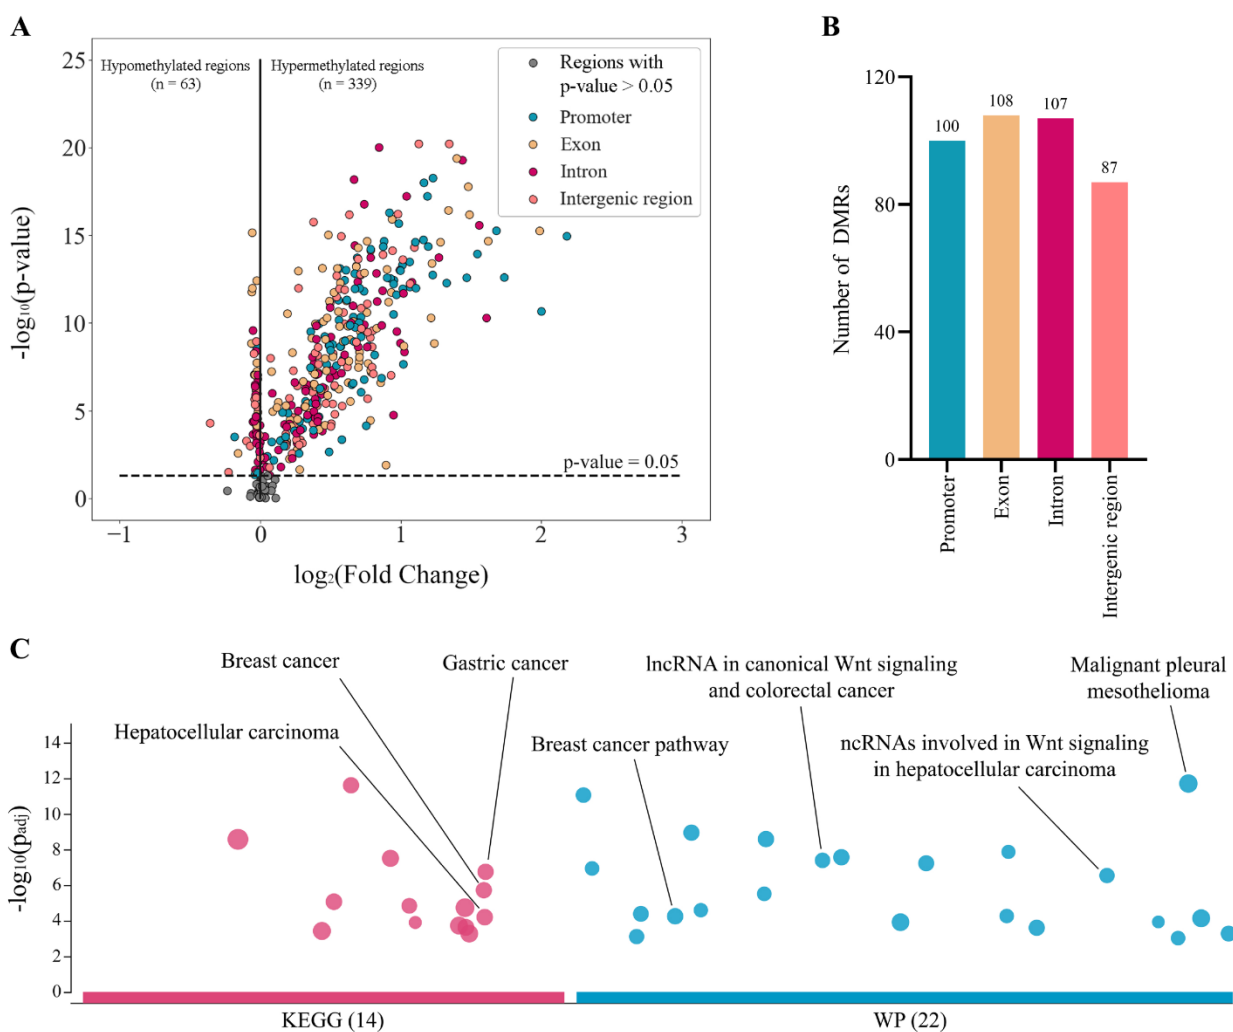 A
Hypomethylated regions
(n = 63)
Hypermethylated regions
(n = 339)
Regions with
p-value > 0.05
Promoter
Exon
Intron
Intergenic region
25
20
15
10
5
0
-log₁₀(p-value)
p-value = 0.05
−1
0
1
2
3
log₂(Fold Change)
B
120
80
40
0
Number of DMRs
100
108
107
87
Promoter
Exon
Intron
Intergenic region
C
Breast cancer
Gastric cancer
Hepatocellular carcinoma
lncRNA in canonical Wnt signaling
and colorectal cancer
Breast cancer pathway
Malignant pleural
mesothelioma
ncRNAs involved in Wnt signaling
in hepatocellular carcinoma
14
12
10
8
6
4
2
0
-log₁₀(padj)
KEGG (14)
WP (22)